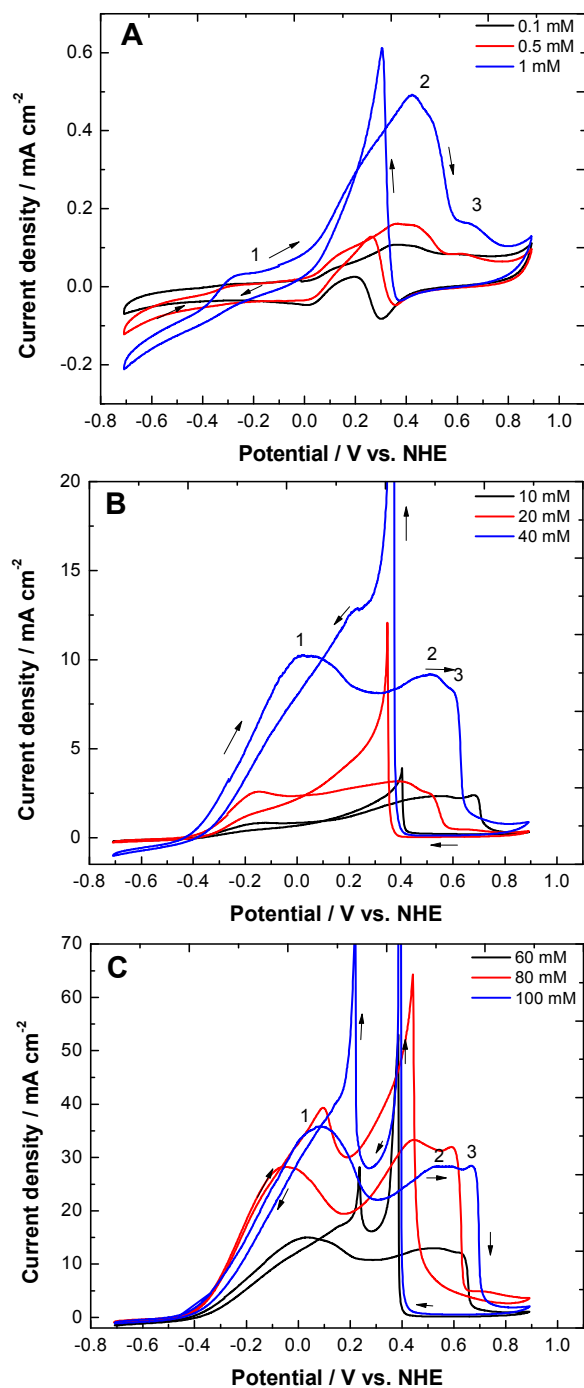 A
0.1 mM
0.5 mM
1 mM
0.6
0.4
0.2
0.0
-0.2
1
2
3
Current density / mA cm-2
-0.8 -0.6 -0.4 -0.2 0.0 0.2 0.4 0.6 0.8 1.0
Potential / V vs. NHE
B
10 mM
20 mM
40 mM
20
15
10
5
0
1
2
3
Current density / mA cm-2
-0.8 -0.6 -0.4 -0.2 0.0 0.2 0.4 0.6 0.8 1.0
Potential / V vs. NHE
C
60 mM
80 mM
100 mM
70
60
50
40
30
20
10
0
1
2
3
Current density / mA cm-2
-0.8 -0.6 -0.4 -0.2 0.0 0.2 0.4 0.6 0.8 1.0
Potential / V vs. NHE